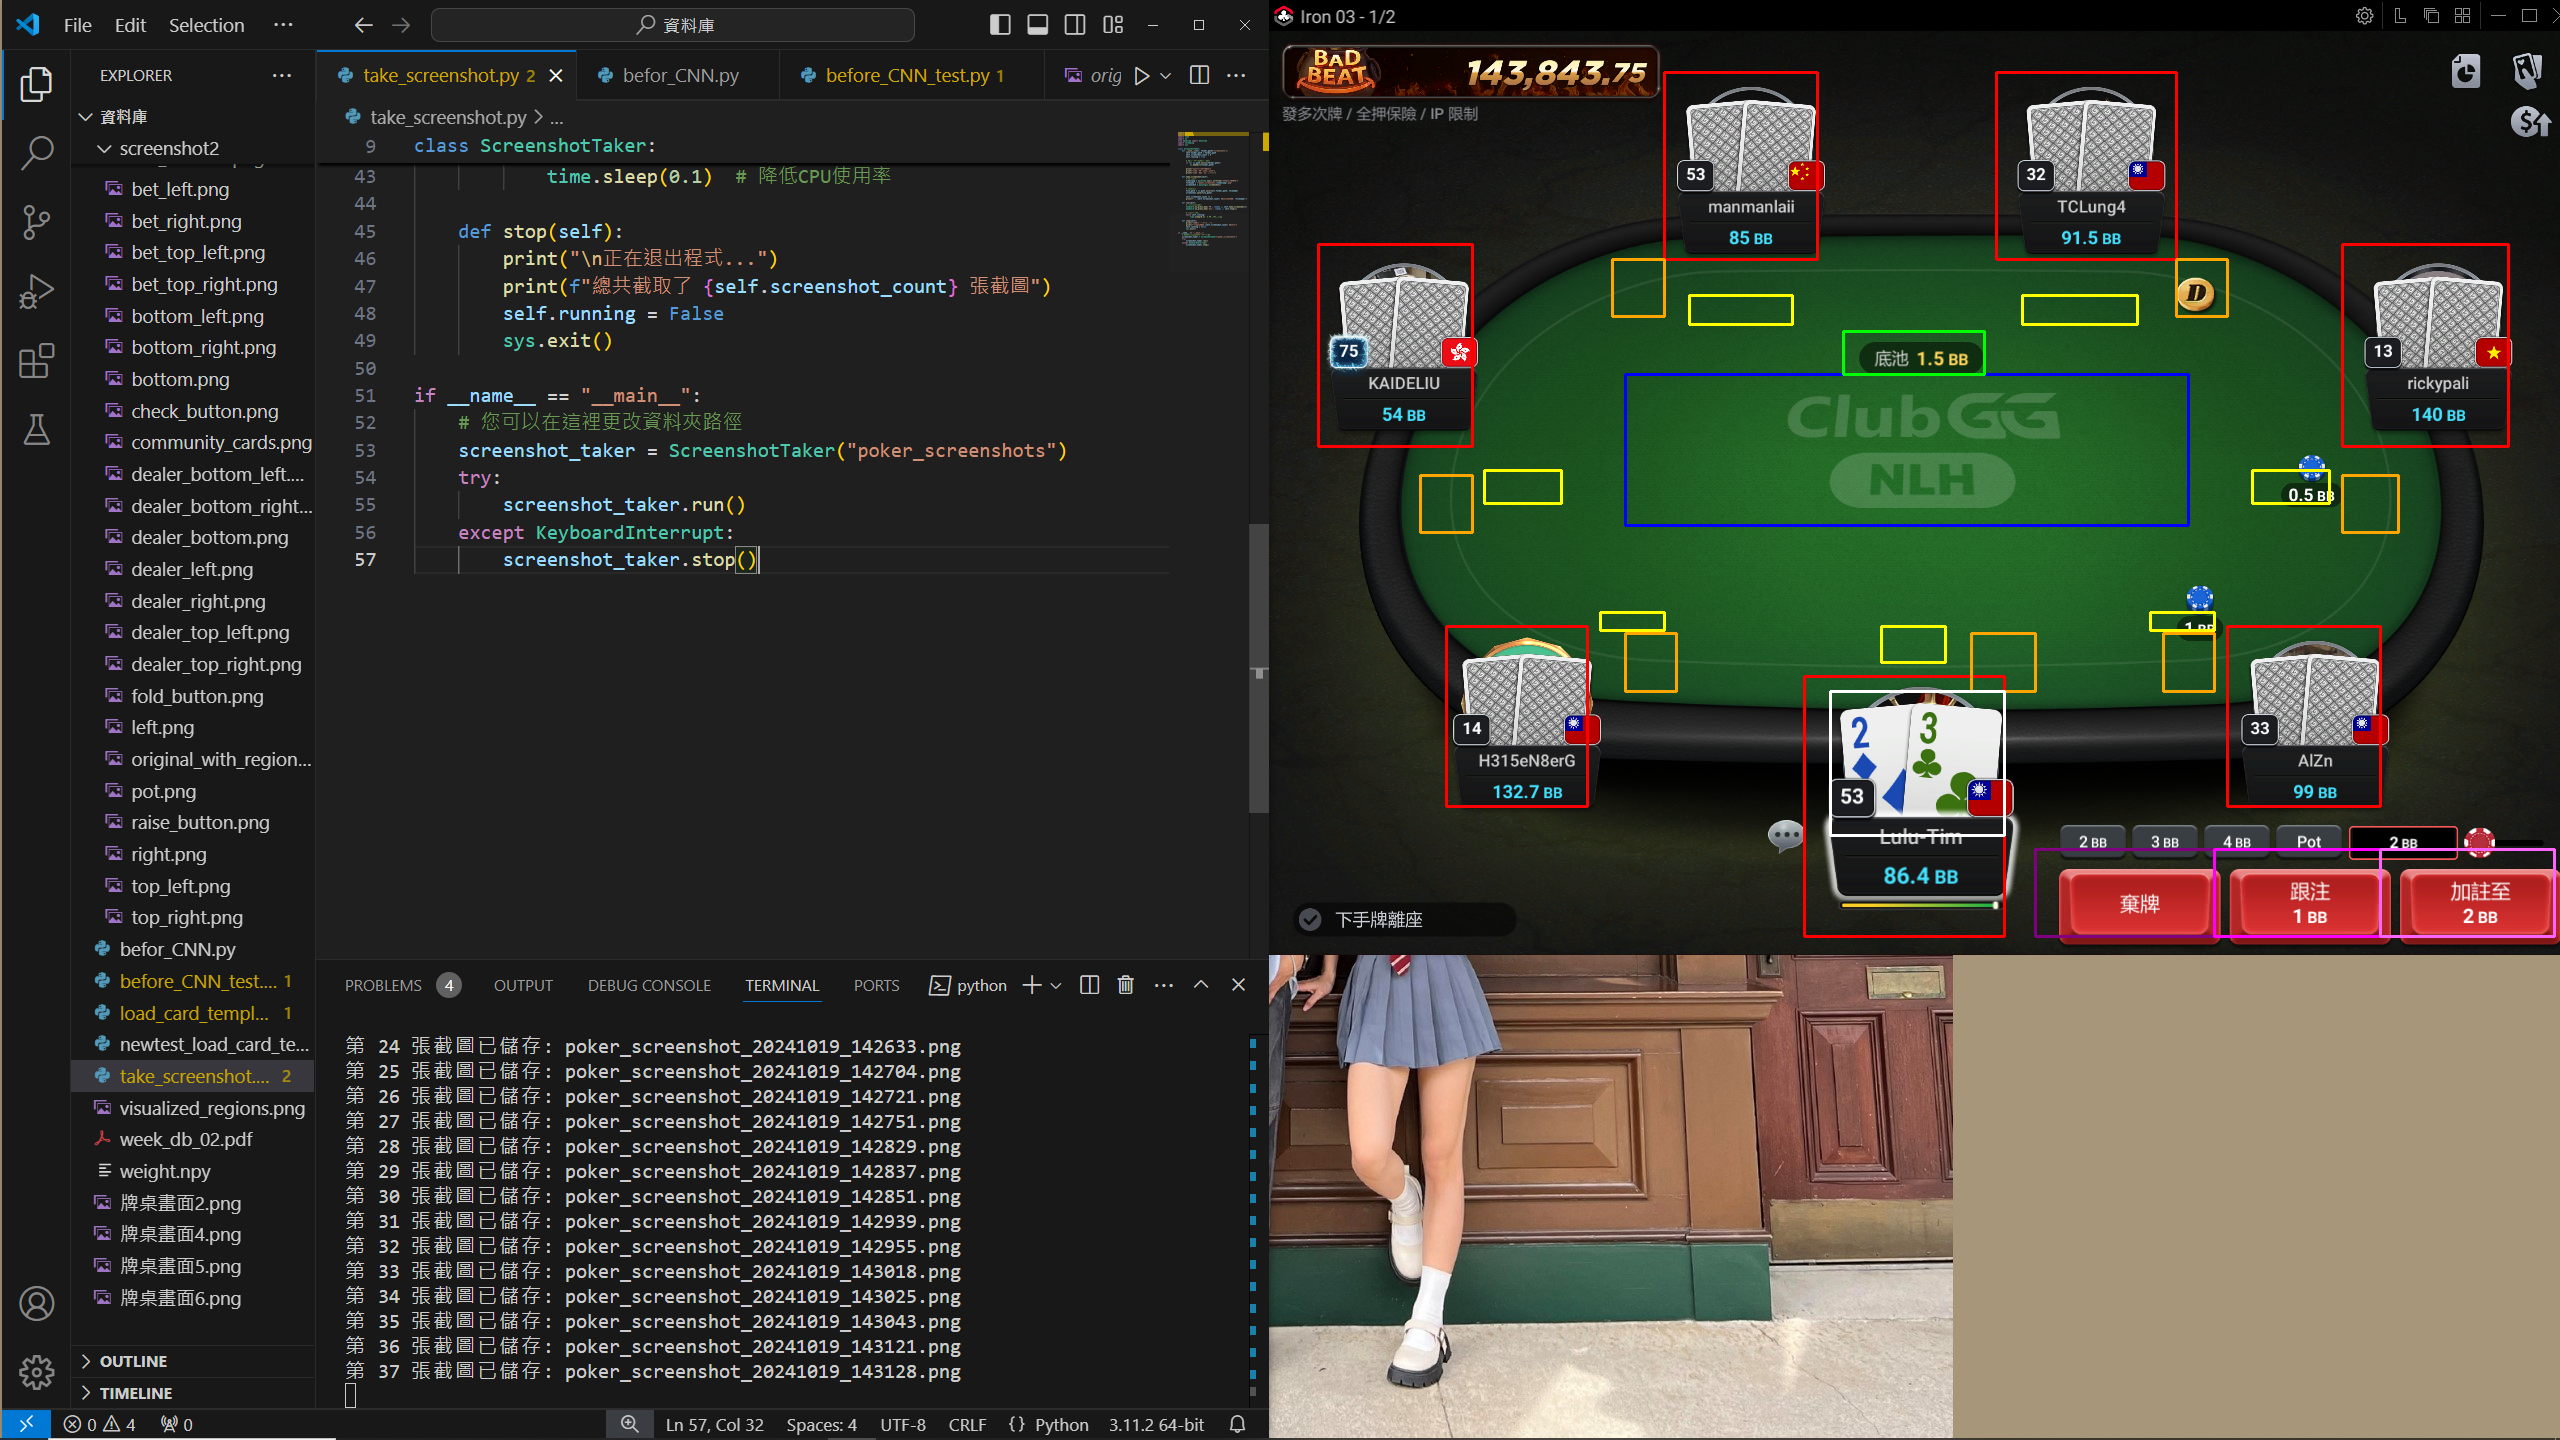 File Edit Selection ···
資料庫
EXPLORER
資料庫
screenshot2
bet_left.png
bet_right.png
bet_top_left.png
bet_top_right.png
bottom_left.png
bottom_right.png
bottom.png
check_button.png
community_cards.png
dealer_bottom_left....
dealer_bottom_right...
dealer_bottom.png
dealer_left.png
dealer_right.png
dealer_top_left.png
dealer_top_right.png
fold_button.png
left.png
original_with_region...
pot.png
raise_button.png
right.png
top_left.png
top_right.png
befor_CNN.py
before_CNN_test.... 1
load_card_templ... 1
newtest_load_card_te...
take_screenshot.... 2
visualized_regions.png
week_db_02.pdf
weight.npy
牌桌畫面2.png
牌桌畫面4.png
牌桌畫面5.png
牌桌畫面6.png
OUTLINE
TIMELINE
take_screenshot.py 2
befor_CNN.py
before_CNN_test.py 1
orig
take_screenshot.py > ...
9 class ScreenshotTaker:
43 time.sleep(0.1) # 降低CPU使用率
44
45 def stop(self):
46 print("\n正在退出程式...")
47 print(f"總共截取了 {self.screenshot_count} 張截圖")
48 self.running = False
49 sys.exit()
50
51 if __name__ == "__main__":
52 # 您可以在這裡更改資料夾路徑
53 screenshot_taker = ScreenshotTaker("poker_screenshots")
54 try:
55 screenshot_taker.run()
56 except KeyboardInterrupt:
57 screenshot_taker.stop()
PROBLEMS 4 OUTPUT DEBUG CONSOLE TERMINAL PORTS python
第 24 張截圖已儲存: poker_screenshot_20241019_142633.png
第 25 張截圖已儲存: poker_screenshot_20241019_142704.png
第 26 張截圖已儲存: poker_screenshot_20241019_142721.png
第 27 張截圖已儲存: poker_screenshot_20241019_142751.png
第 28 張截圖已儲存: poker_screenshot_20241019_142829.png
第 29 張截圖已儲存: poker_screenshot_20241019_142837.png
第 30 張截圖已儲存: poker_screenshot_20241019_142851.png
第 31 張截圖已儲存: poker_screenshot_20241019_142939.png
第 32 張截圖已儲存: poker_screenshot_20241019_142955.png
第 33 張截圖已儲存: poker_screenshot_20241019_143018.png
第 34 張截圖已儲存: poker_screenshot_20241019_143025.png
第 35 張截圖已儲存: poker_screenshot_20241019_143043.png
第 36 張截圖已儲存: poker_screenshot_20241019_143121.png
第 37 張截圖已儲存: poker_screenshot_20241019_143128.png
0 4 0
Ln 57, Col 32 Spaces: 4 UTF-8 CRLF {} Python 3.11.2 64-bit
Iron 03 - 1/2
BAD BEAT 143,843.75
發多次牌 / 全押保險 / IP 限制
53
manmanlaii
85 BB
32
TCLung4
91.5 BB
75
KAIDELIU
54 BB
13
rickypali
140 BB
D
底池 1.5 BB
ClubGG
NLH
0.5 BB
1 BB
14
H315eN8erG
132.7 BB
2 3
53
Lulu-Tim
86.4 BB
33
AlZn
99 BB
2 BB 3 BB 4 BB Pot 2 BB
棄牌
跟注
1 BB
加註至
2 BB
下手牌離座